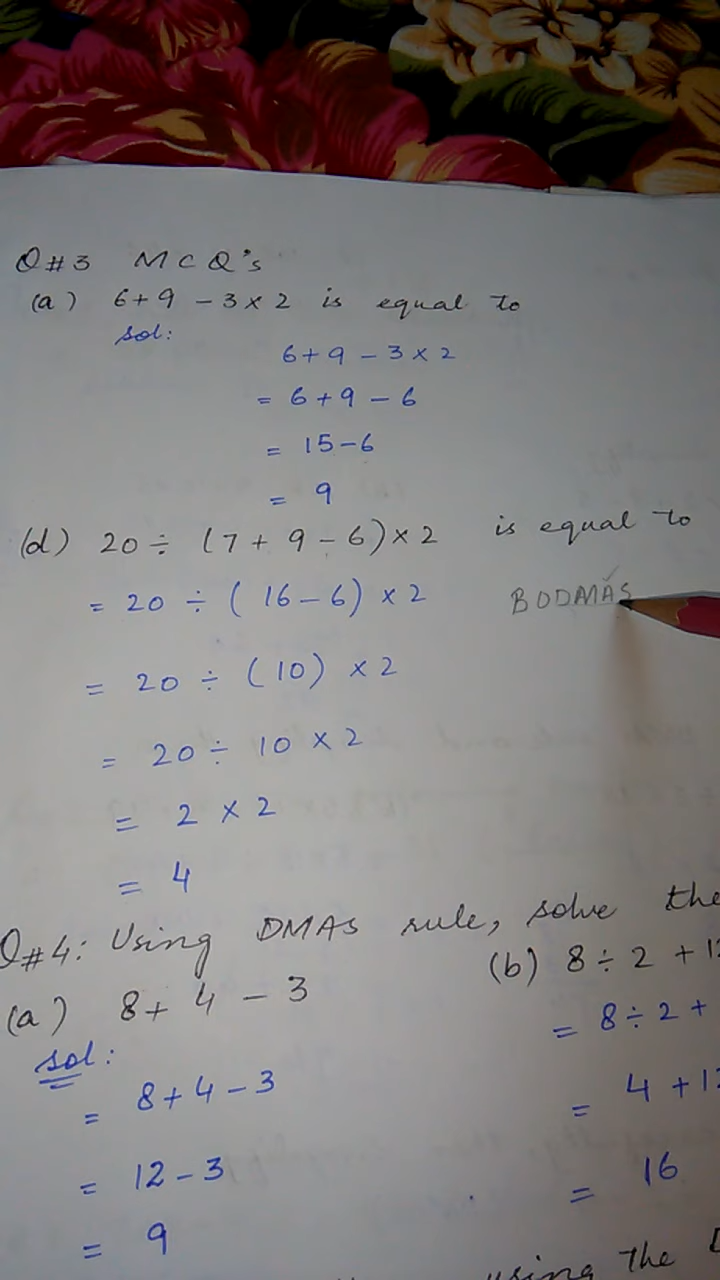 Q#3 MCQ's
(a) 6+9 - 3×2 is equal to
sol:
6+9-3×2
= 6+9-6
= 15-6
= 9
(d) 20÷ (7+9-6)×2 is equal to
= 20 ÷ (16-6) ×2 BODMAS
= 20 ÷ (10) ×2
= 20÷ 10 ×2
= 2 ×2
= 4
Q#4: Using DMAS rule, solve the
(a) 8+ 4 - 3 (b) 8÷2 +
sol: = 8÷2 +
= 8+4-3 = 4 +
= 12-3 = 16
= 9
using the